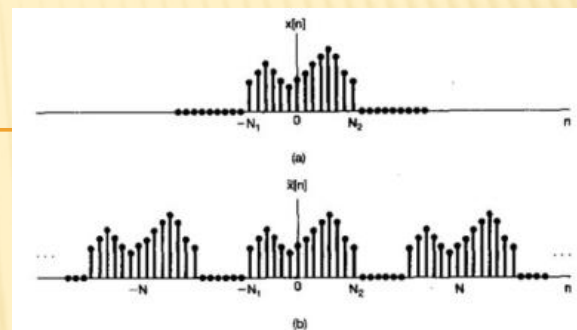 x[n]
−N₁ 0 N₂ n
(a)
x̃[n]
... ...
−N −N₁ 0 N₂ N n
(b)